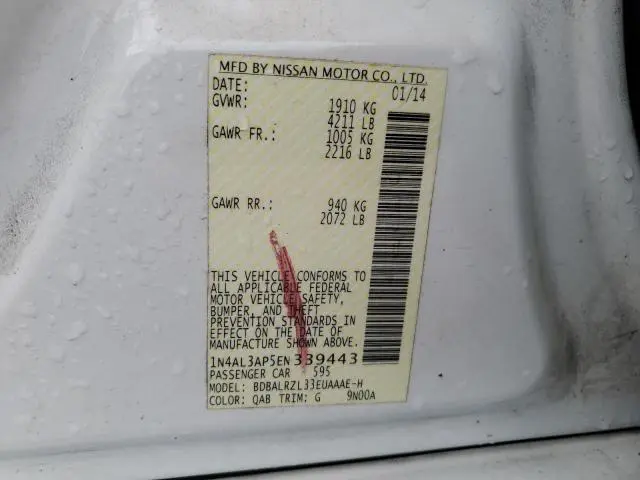 MFD BY NISSAN MOTOR CO., LTD.
DATE: 01/14
GVWR: 1910 KG
4211 LB
GAWR FR.: 1005 KG
2216 LB
GAWR RR.: 940 KG
2072 LB
THIS VEHICLE CONFORMS TO
ALL APPLICABLE FEDERAL
MOTOR VEHICLE SAFETY,
BUMPER, AND THEFT
PREVENTION STANDARDS IN
EFFECT ON THE DATE OF
MANUFACTURE SHOWN ABOVE.
1N4AL3AP5EN 339443
PASSENGER CAR 595
MODEL: BDBALRZL33EUAAAE-H
COLOR: QAB TRIM: G 9N00A